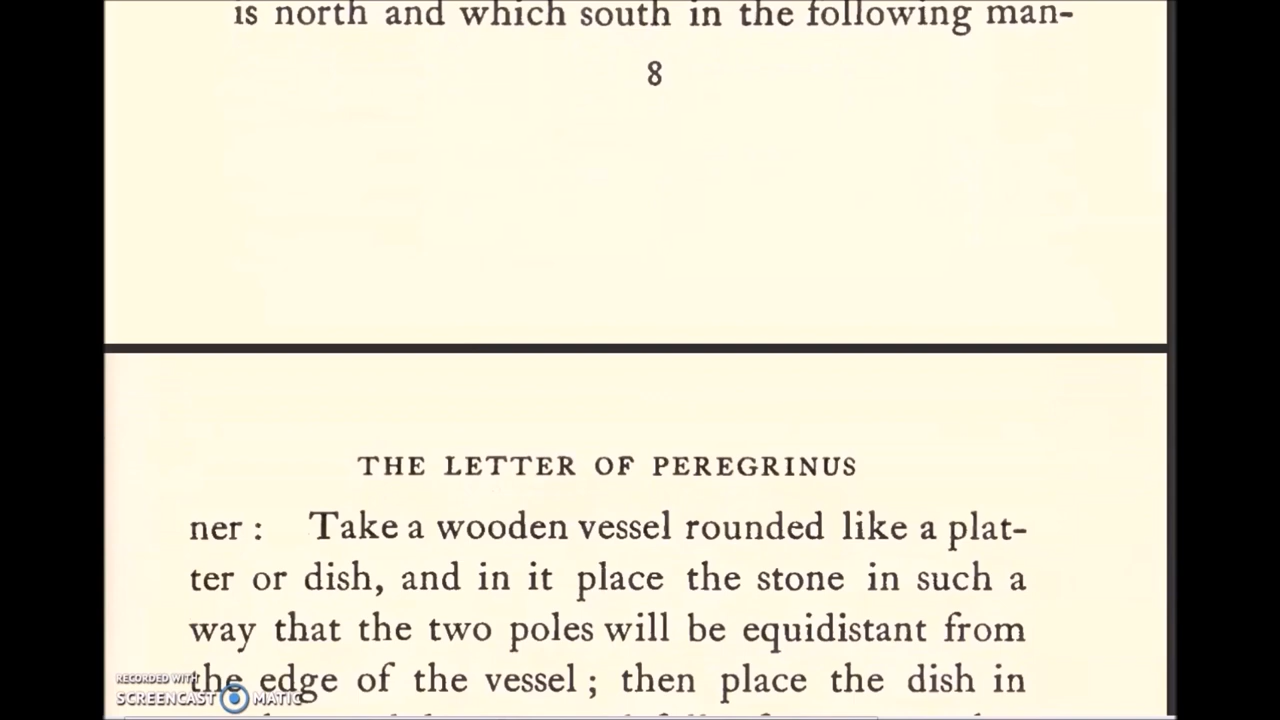 is north and which south in the following man-
8
THE LETTER OF PEREGRINUS
ner : Take a wooden vessel rounded like a plat-
ter or dish, and in it place the stone in such a
way that the two poles will be equidistant from
the edge of the vessel ; then place the dish in
RECORDED WITH
SCREENCAST MATIC